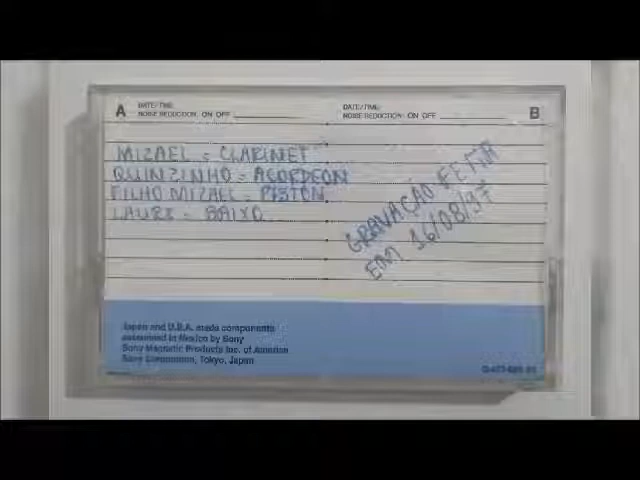 A DATE/TIME: DATE/TIME: B
NOISE REDUCTION: ON OFF NOISE REDUCTION: ON OFF
MIZAEL = CLARINET
QUINZINHO = ACORDEON
FILHO MIZAEL = PISTON
= BAIXO
GRAVAÇÃO FEITA
EM 16/08/97
Japan and U.S.A. made components
assembled in Mexico by Sony
Sony Magnetic Products Inc. of America
Sony Corporation, Tokyo, Japan